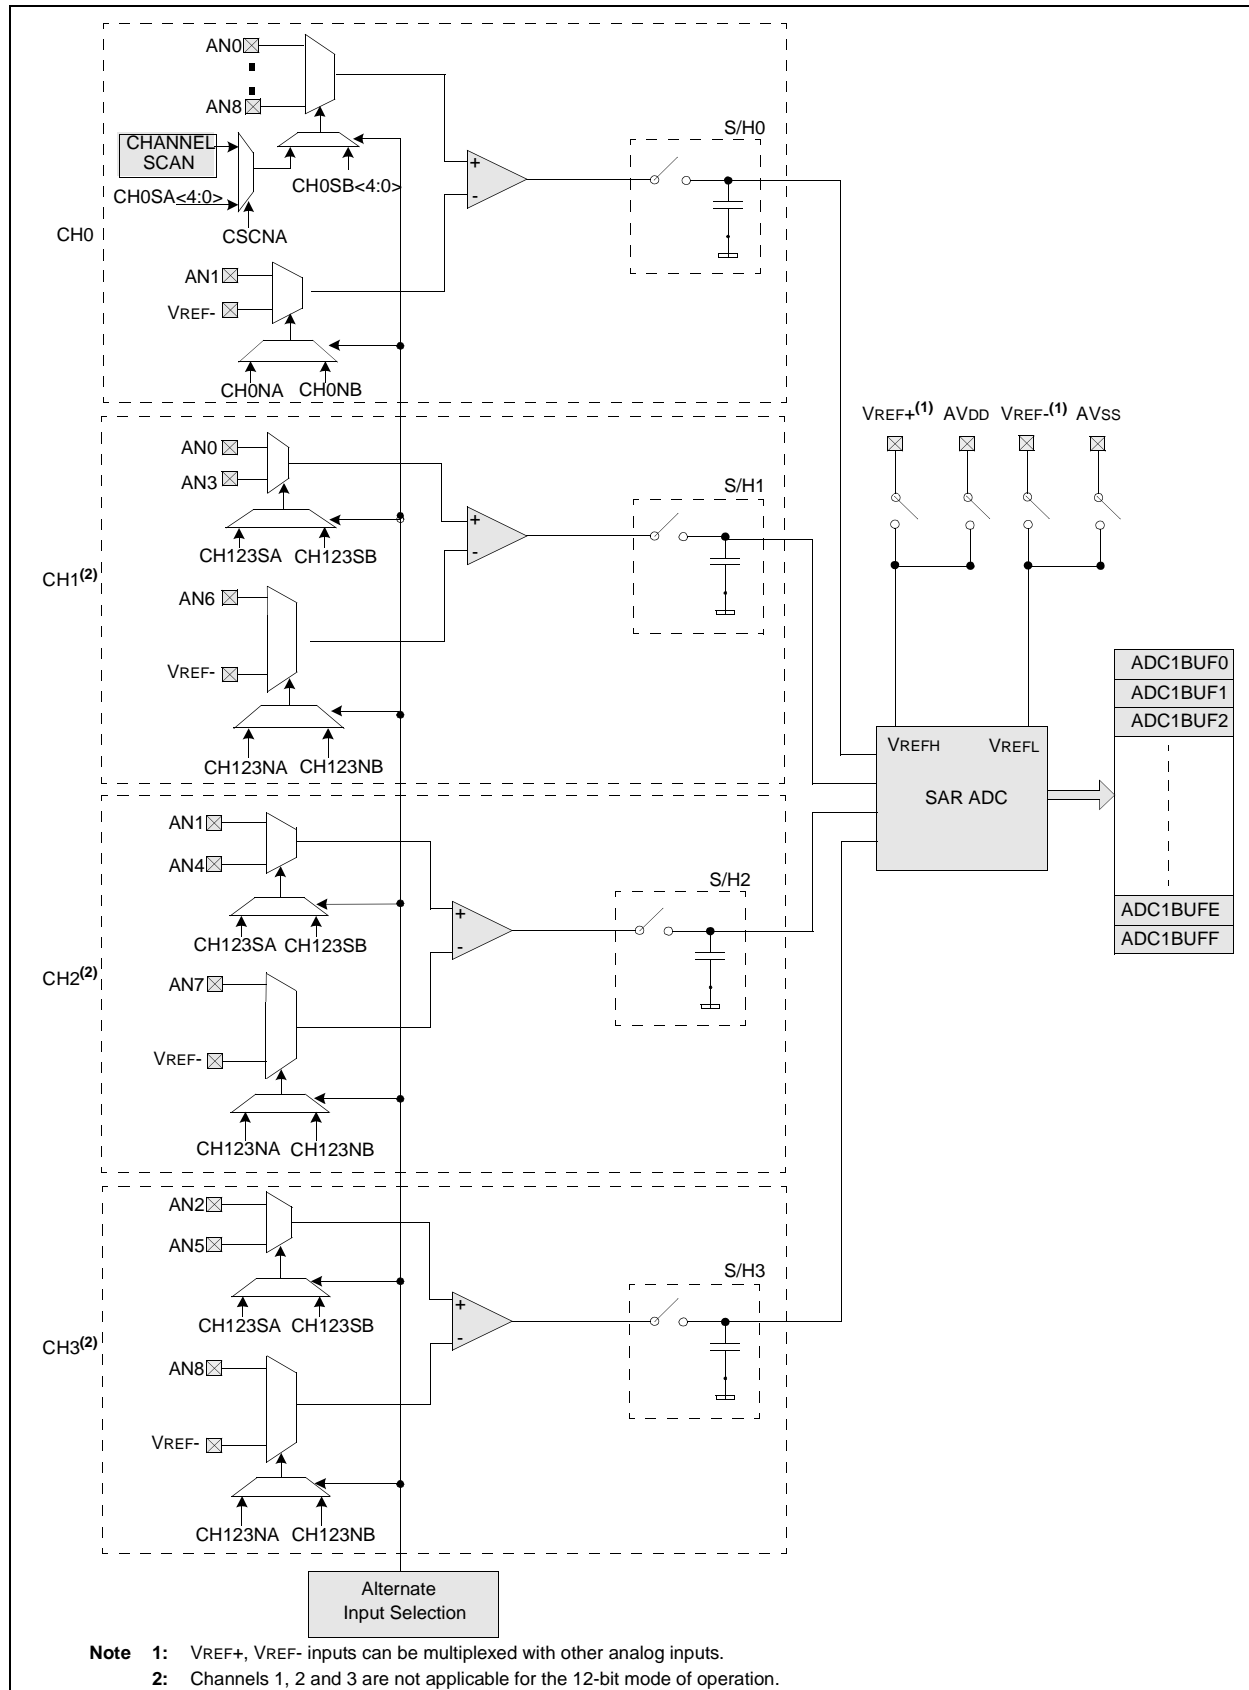 AN0
AN8
CHANNEL
SCAN
CH0SA<4:0>
CH0SB<4:0>
CSCNA
CH0
AN1
VREF-
CH0NA
CH0NB
+
-
S/H0
AN0
AN3
CH123SA
CH123SB
CH1(2)
AN6
VREF-
CH123NA
CH123NB
+
-
S/H1
VREF+(1)
AVDD
VREF-(1)
AVSS
VREFH
VREFL
SAR ADC
ADC1BUF0
ADC1BUF1
ADC1BUF2
ADC1BUFE
ADC1BUFF
AN1
AN4
CH123SA
CH123SB
CH2(2)
AN7
VREF-
CH123NA
CH123NB
+
-
S/H2
AN2
AN5
CH123SA
CH123SB
CH3(2)
AN8
VREF-
CH123NA
CH123NB
+
-
S/H3
Alternate
Input Selection
Note 1: VREF+, VREF- inputs can be multiplexed with other analog inputs.
2: Channels 1, 2 and 3 are not applicable for the 12-bit mode of operation.